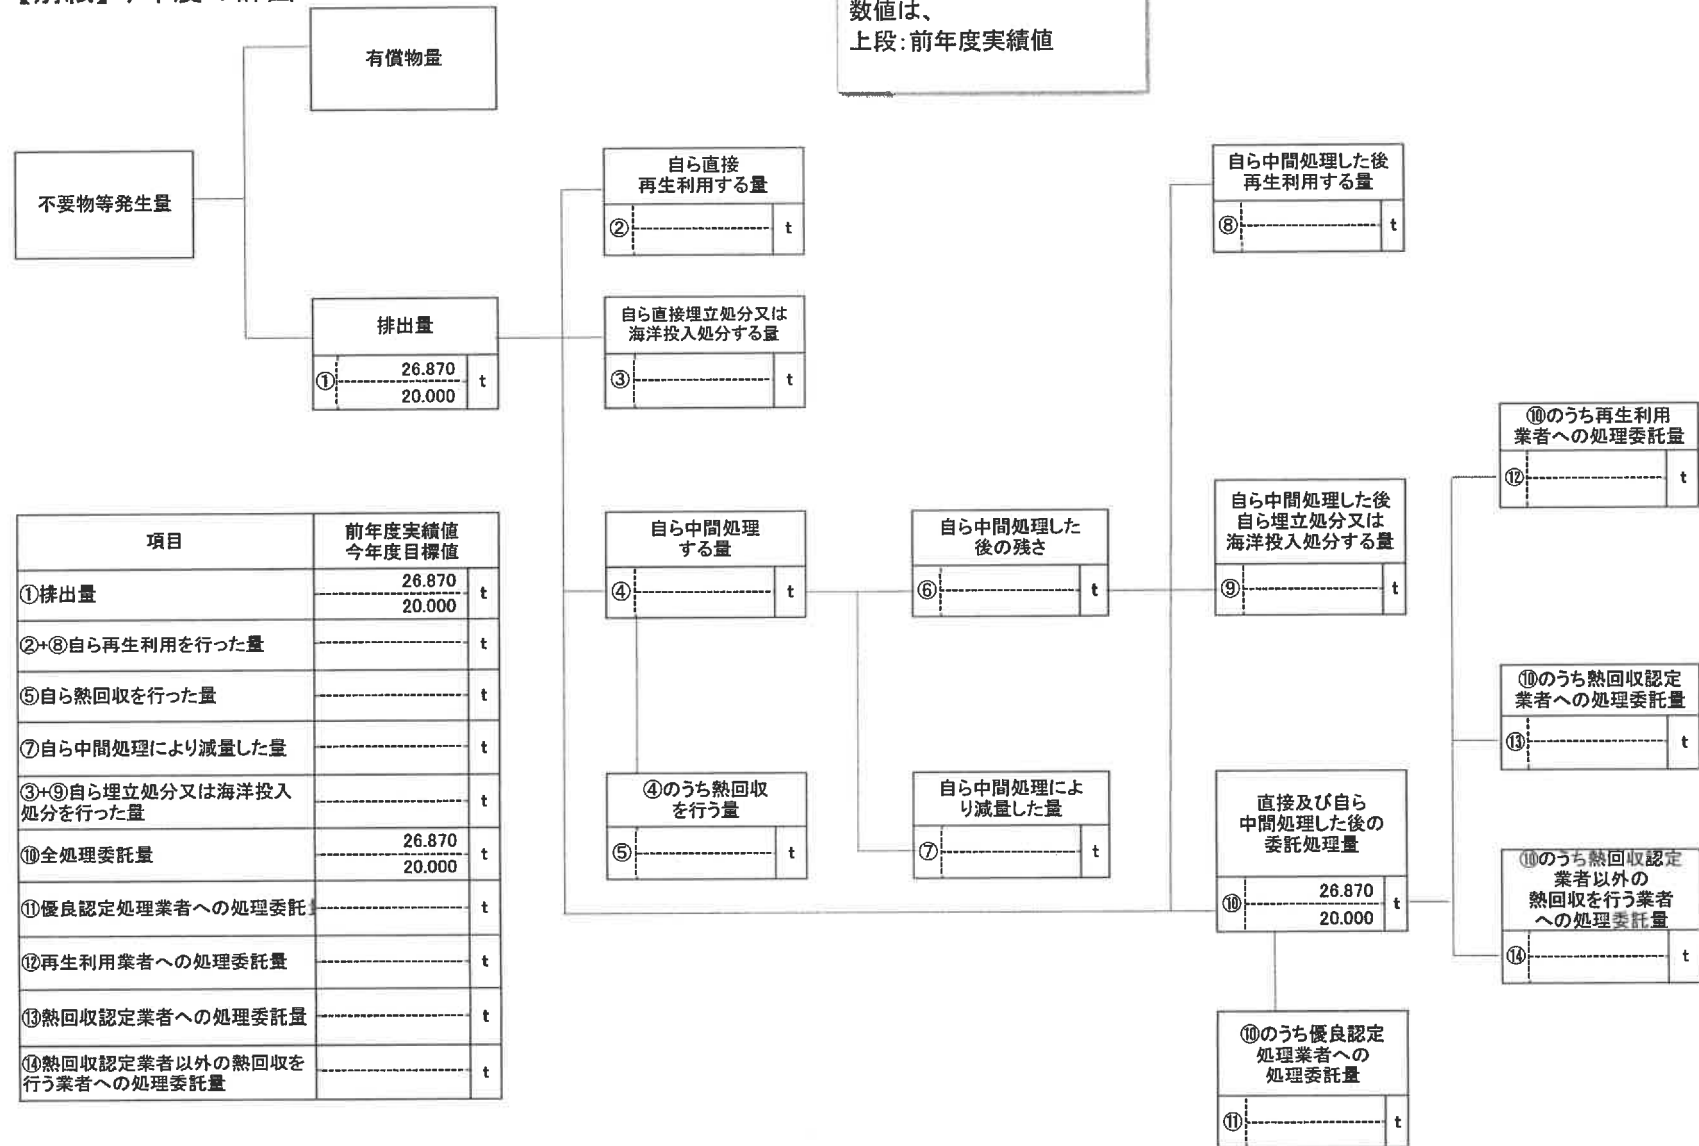 数値は、
上段:前年度実績値
有償物量
不要物等発生量
排出量
① 26.870 t
20.000
自ら直接
再生利用する量
② t
自ら直接埋立処分又は
海洋投入処分する量
③ t
自ら中間処理
する量
④ t
④のうち熱回収
を行う量
⑤ t
自ら中間処理した
後の残さ
⑥ t
自ら中間処理によ
り減量した量
⑦ t
自ら中間処理した後
再生利用する量
⑧ t
自ら中間処理した後
自ら埋立処分又は
海洋投入処分する量
⑨ t
直接及び自ら
中間処理した後の
委託処理量
⑩ 26.870 t
20.000
⑩のうち優良認定
処理業者への
処理委託量
⑪ t
⑩のうち再生利用
業者への処理委託量
⑫ t
⑩のうち熱回収認定
業者への処理委託量
⑬ t
⑩のうち熱回収認定
業者以外の
熱回収を行う業者
への処理委託量
⑭ t
項目 前年度実績値
今年度目標値
①排出量 26.870 t
20.000
②+⑧自ら再生利用を行った量 t
⑤自ら熱回収を行った量 t
⑦自ら中間処理により減量した量 t
③+⑨自ら埋立処分又は海洋投入
処分を行った量 t
⑩全処理委託量 26.870 t
20.000
⑪優良認定処理業者への処理委託 t
⑫再生利用業者への処理委託量 t
⑬熱回収認定業者への処理委託量 t
⑭熱回収認定業者以外の熱回収を
行う業者への処理委託量 t